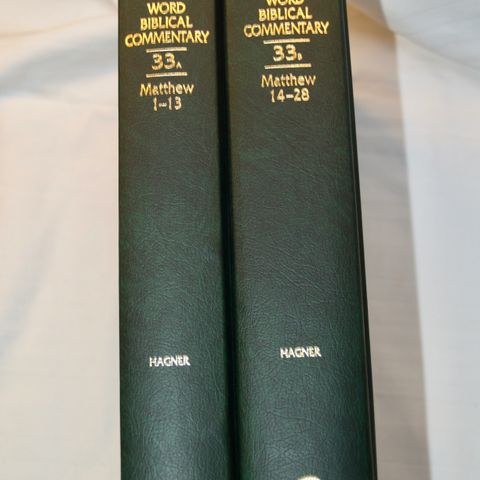 WORD
BIBLICAL
COMMENTARY
33A
Matthew
1–13
HAGNER
WORD
BIBLICAL
COMMENTARY
33B
Matthew
14–28
HAGNER